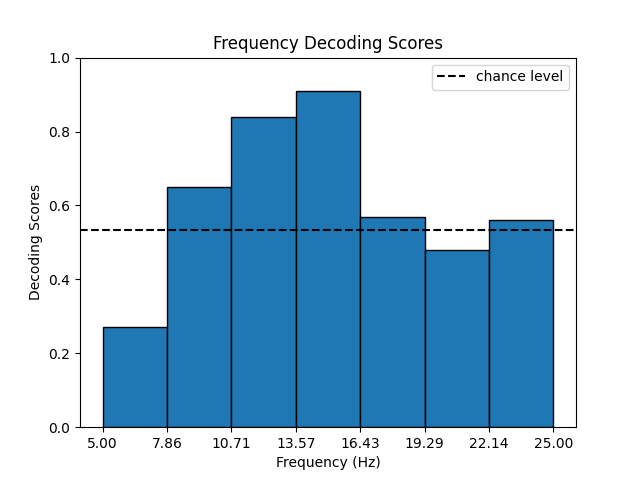 Frequency Decoding Scores
chance level
1.0
0.8
0.6
0.4
0.2
0.0
Decoding Scores
5.00 7.86 10.71 13.57 16.43 19.29 22.14 25.00
Frequency (Hz)